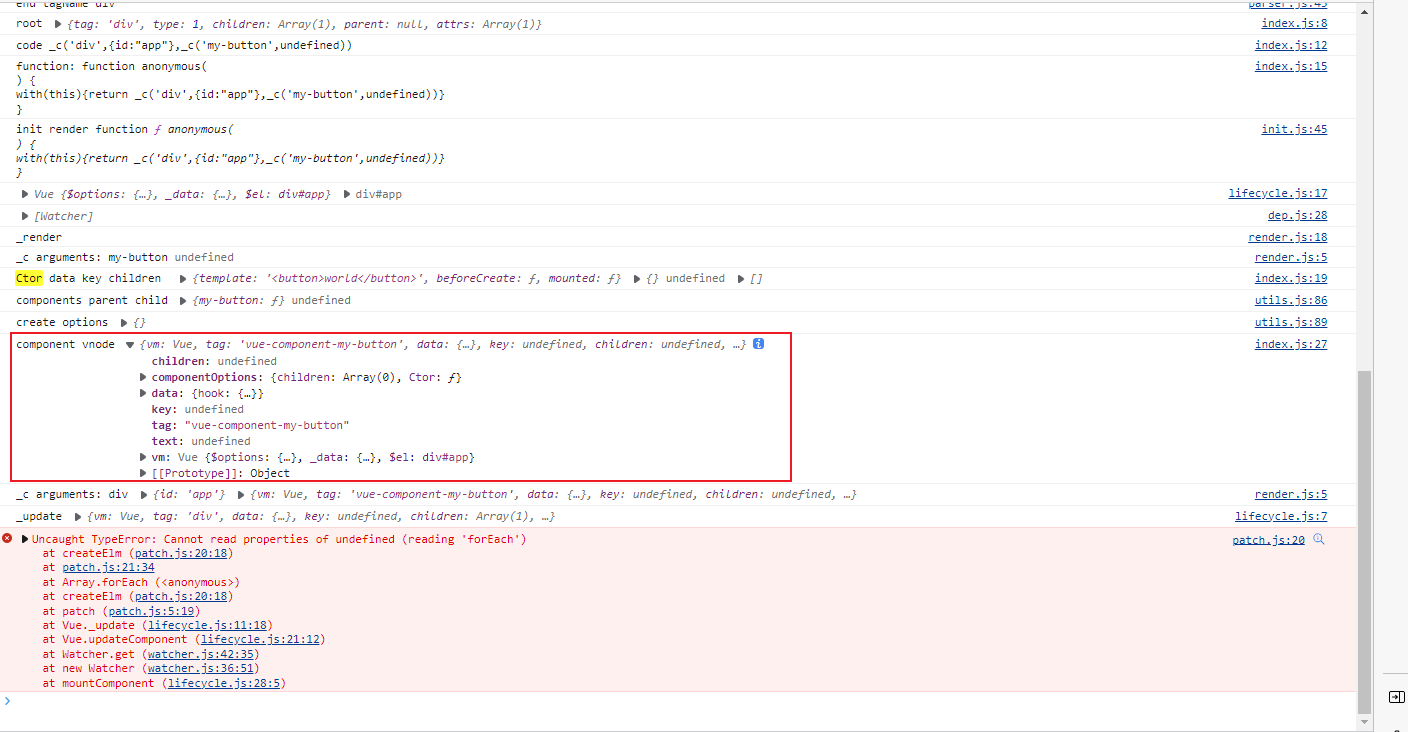 end tagName div parser.js:45
root ▶ {tag: 'div', type: 1, children: Array(1), parent: null, attrs: Array(1)} index.js:8
code _c('div',{id:"app"},_c('my-button',undefined)) index.js:12
function: function anonymous( index.js:15
) {
with(this){return _c('div',{id:"app"},_c('my-button',undefined))}
}
init render function ƒ anonymous( init.js:45
) {
with(this){return _c('div',{id:"app"},_c('my-button',undefined))}
}
▶ Vue {$options: {…}, _data: {…}, $el: div#app} ▶ div#app lifecycle.js:17
▶ [Watcher] dep.js:28
_render render.js:18
_c arguments: my-button undefined render.js:5
Ctor data key children ▶ {template: '<button>world</button>', beforeCreate: ƒ, mounted: ƒ} ▶ {} undefined ▶ [] index.js:19
components parent child ▶ {my-button: ƒ} undefined utils.js:86
create options ▶ {} utils.js:89
component vnode ▼ {vm: Vue, tag: 'vue-component-my-button', data: {…}, key: undefined, children: undefined, …} i index.js:27
children: undefined
▶ componentOptions: {children: Array(0), Ctor: ƒ}
▶ data: {hook: {…}}
key: undefined
tag: "vue-component-my-button"
text: undefined
▶ vm: Vue {$options: {…}, _data: {…}, $el: div#app}
▶ [[Prototype]]: Object
_c arguments: div ▶ {id: 'app'} ▶ {vm: Vue, tag: 'vue-component-my-button', data: {…}, key: undefined, children: undefined, …} render.js:5
_update ▶ {vm: Vue, tag: 'div', data: {…}, key: undefined, children: Array(1), …} lifecycle.js:7
▶ Uncaught TypeError: Cannot read properties of undefined (reading 'forEach') patch.js:20
at createElm (patch.js:20:18)
at patch.js:21:34
at Array.forEach (<anonymous>)
at createElm (patch.js:20:18)
at patch (patch.js:5:19)
at Vue._update (lifecycle.js:11:18)
at Vue.updateComponent (lifecycle.js:21:12)
at Watcher.get (watcher.js:42:35)
at new Watcher (watcher.js:36:51)
at mountComponent (lifecycle.js:28:5)